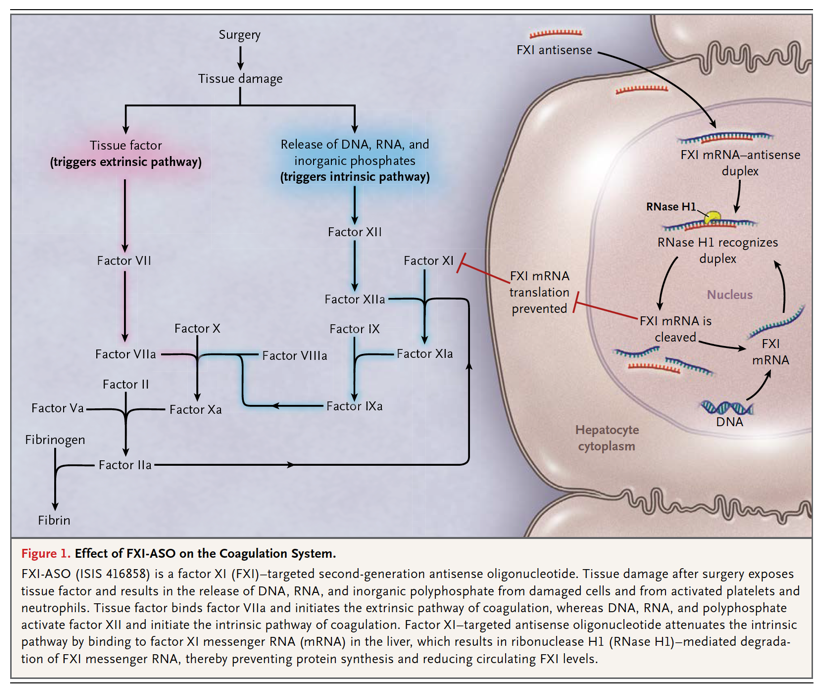 Surgery
Tissue damage
Tissue factor
(triggers extrinsic pathway)
Release of DNA, RNA, and
inorganic phosphates
(triggers intrinsic pathway)
Factor XII
Factor VII
Factor XI
Factor XIIa
Factor X
Factor IX
Factor VIIa
Factor VIIIa
Factor XIa
Factor II
Factor Va
Factor Xa
Factor IXa
Fibrinogen
Factor IIa
Fibrin
FXI antisense
FXI mRNA–antisense
duplex
RNase H1
RNase H1 recognizes
duplex
Nucleus
FXI mRNA
translation
prevented
FXI mRNA is
cleaved
FXI
mRNA
DNA
Hepatocyte
cytoplasm
Figure 1. Effect of FXI-ASO on the Coagulation System.
FXI-ASO (ISIS 416858) is a factor XI (FXI)–targeted second-generation antisense oligonucleotide. Tissue damage after surgery exposes
tissue factor and results in the release of DNA, RNA, and inorganic polyphosphate from damaged cells and from activated platelets and
neutrophils. Tissue factor binds factor VIIa and initiates the extrinsic pathway of coagulation, whereas DNA, RNA, and polyphosphate
activate factor XII and initiate the intrinsic pathway of coagulation. Factor XI–targeted antisense oligonucleotide attenuates the intrinsic
pathway by binding to factor XI messenger RNA (mRNA) in the liver, which results in ribonuclease H1 (RNase H1)–mediated degrada-
tion of FXI messenger RNA, thereby preventing protein synthesis and reducing circulating FXI levels.